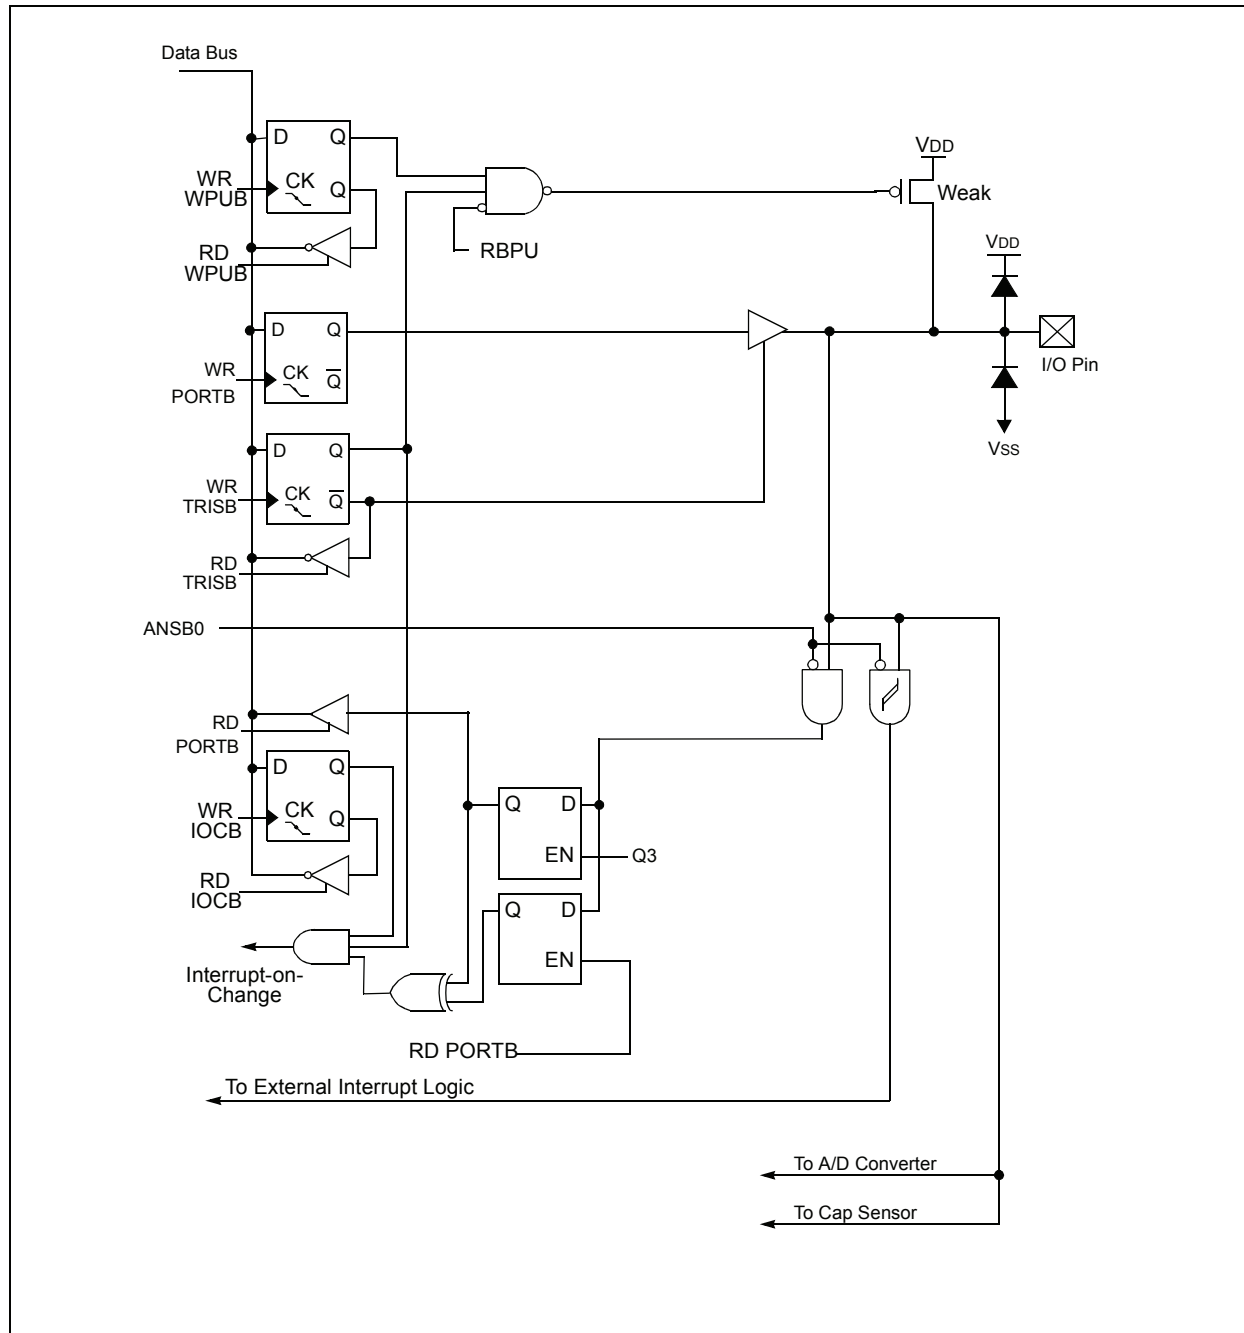 Data Bus
D Q
CK
Q
WR
WPUB
RD
WPUB
RBPU
VDD
Weak
VDD
I/O Pin
VSS
D Q
CK Q
WR
PORTB
D Q
CK Q
WR
TRISB
RD
TRISB
ANSB0
RD
PORTB
D Q
CK
Q
WR
IOCB
RD
IOCB
Q D
EN
Q3
Q D
EN
Interrupt-on-
Change
RD PORTB
To External Interrupt Logic
To A/D Converter
To Cap Sensor